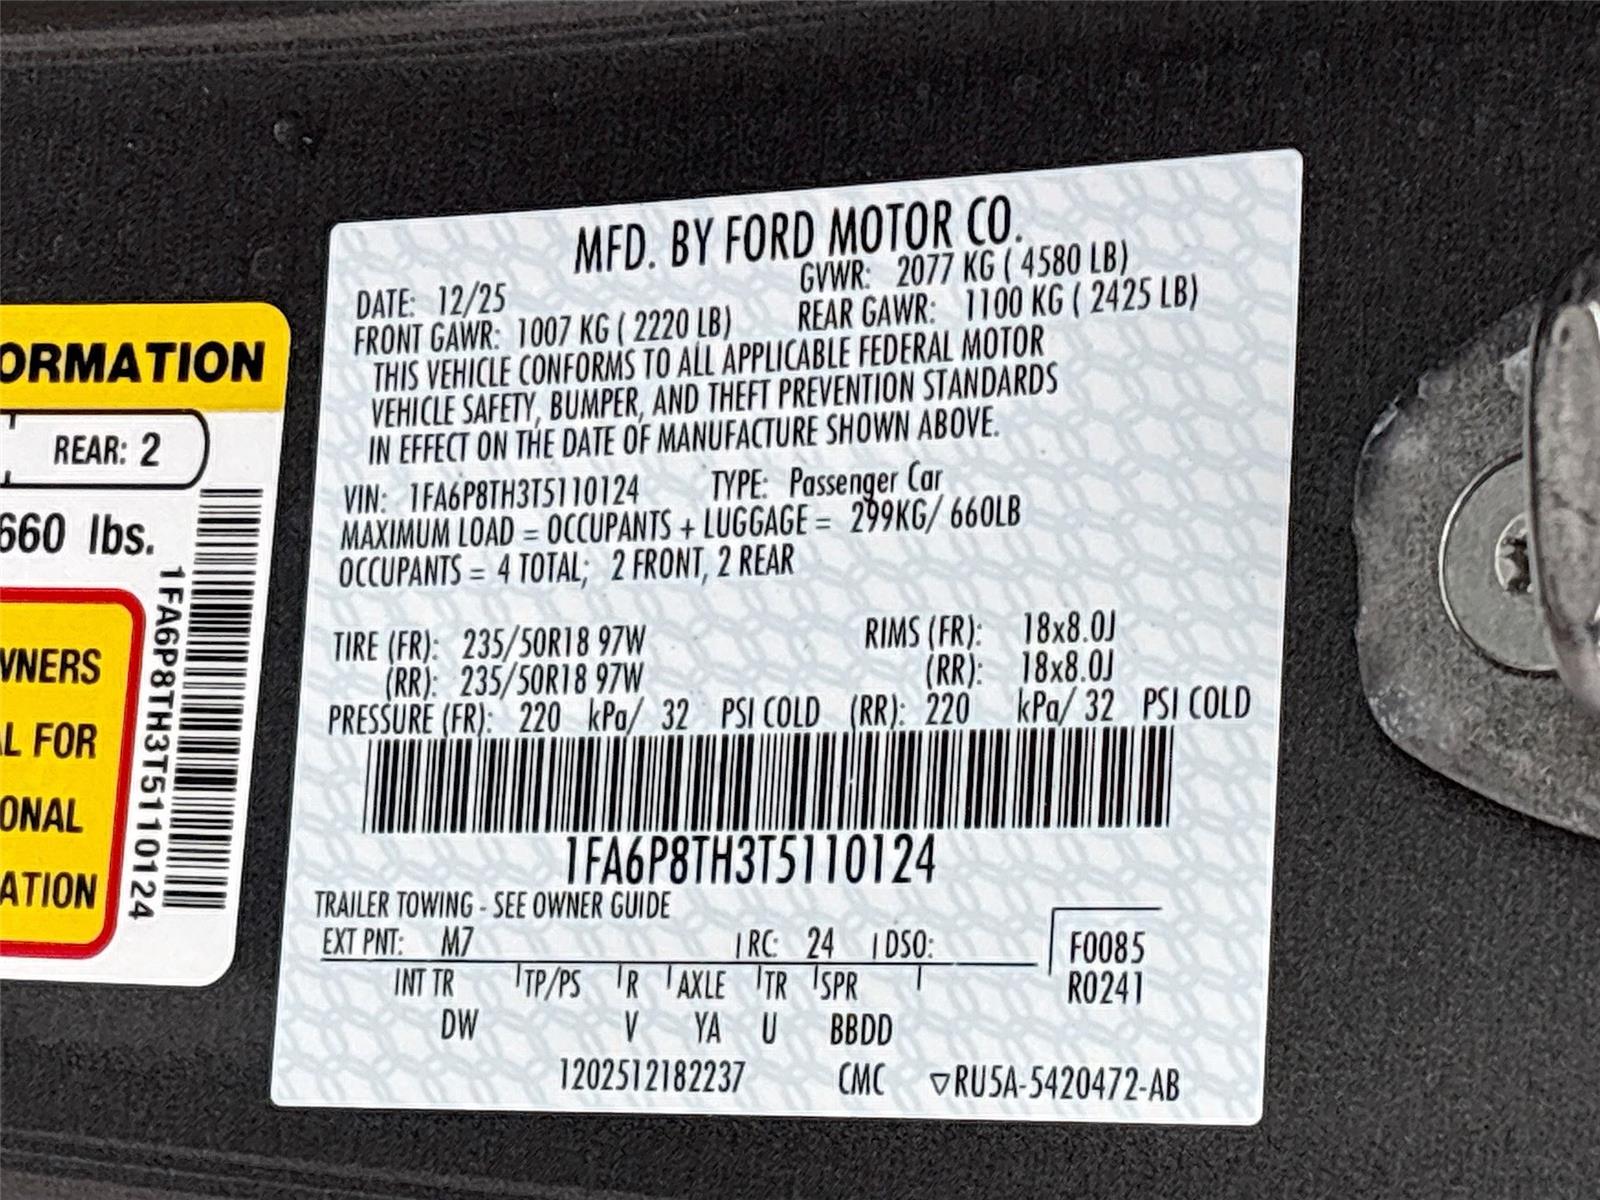 ORMATION
REAR: 2
660 lbs.
WNERS
AL FOR
ONAL
ATION
1FA6P8TH3T5110124
MFD. BY FORD MOTOR CO.
DATE: 12/25 GVWR: 2077 KG ( 4580 LB)
FRONT GAWR: 1007 KG ( 2220 LB) REAR GAWR: 1100 KG ( 2425 LB)
THIS VEHICLE CONFORMS TO ALL APPLICABLE FEDERAL MOTOR
VEHICLE SAFETY, BUMPER, AND THEFT PREVENTION STANDARDS
IN EFFECT ON THE DATE OF MANUFACTURE SHOWN ABOVE.
VIN: 1FA6P8TH3T5110124 TYPE: Passenger Car
MAXIMUM LOAD = OCCUPANTS + LUGGAGE = 299KG/ 660LB
OCCUPANTS = 4 TOTAL; 2 FRONT, 2 REAR
TIRE (FR): 235/50R18 97W RIMS (FR): 18x8.0J
(RR): 235/50R18 97W (RR): 18x8.0J
PRESSURE (FR): 220 kPa/ 32 PSI COLD (RR): 220 kPa/ 32 PSI COLD
1FA6P8TH3T5110124
TRAILER TOWING - SEE OWNER GUIDE
EXT PNT: M7 RC: 24 DSO: F0085
INT TR TP/PS R AXLE TR SPR R0241
DW V YA U BBDD
1202512182237 CMC ▽RU5A-5420472-AB